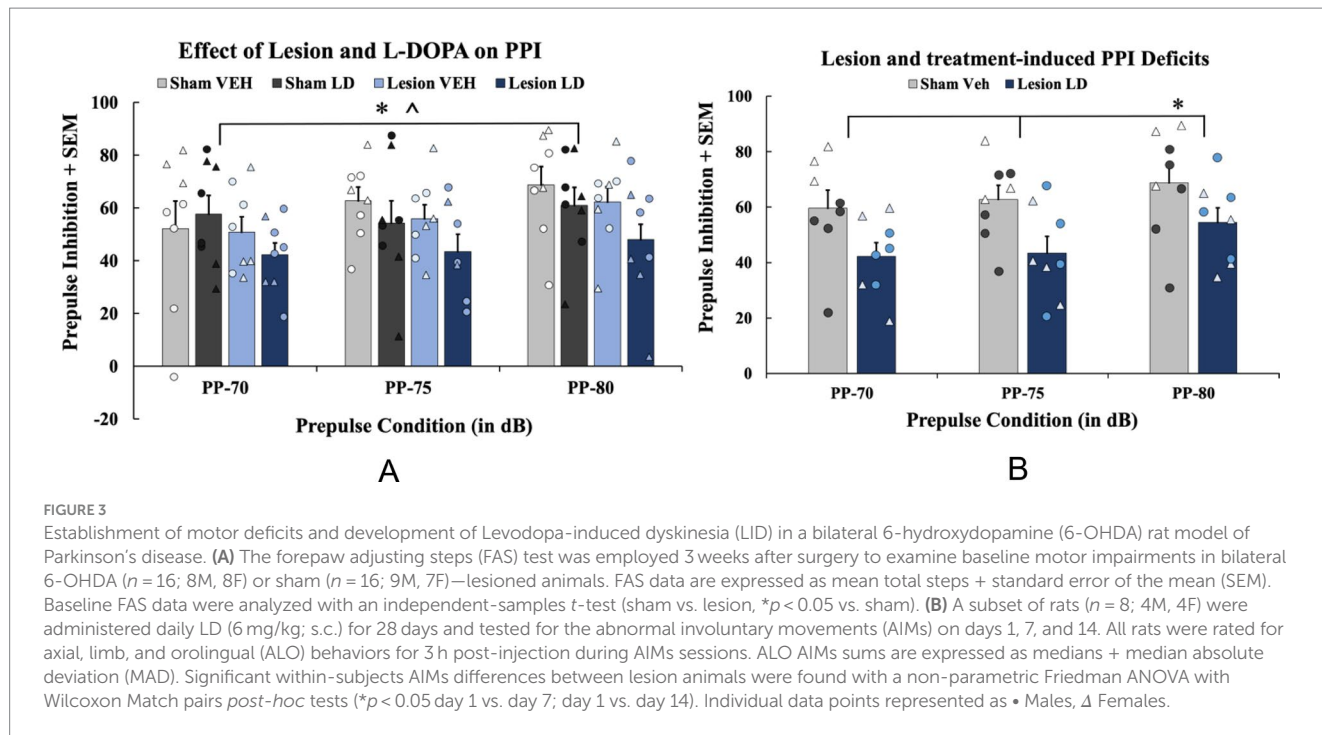 Effect of Lesion and L-DOPA on PPI
Sham VEH Sham LD Lesion VEH Lesion LD
* ^
100
80
60
40
20
0
-20
Prepulse Inhibition + SEM
PP-70 PP-75 PP-80
Prepulse Condition (in dB)
A
Lesion and treatment-induced PPI Deficits
Sham Veh Lesion LD
*
100
80
60
40
20
0
Prepulse Inhibition + SEM
PP-70 PP-75 PP-80
Prepulse Condition (in dB)
B
FIGURE 3
Establishment of motor deficits and development of Levodopa-induced dyskinesia (LID) in a bilateral 6-hydroxydopamine (6-OHDA) rat model of
Parkinson's disease. (A) The forepaw adjusting steps (FAS) test was employed 3 weeks after surgery to examine baseline motor impairments in bilateral
6-OHDA (n = 16; 8M, 8F) or sham (n = 16; 9M, 7F)—lesioned animals. FAS data are expressed as mean total steps + standard error of the mean (SEM).
Baseline FAS data were analyzed with an independent-samples t-test (sham vs. lesion, *p < 0.05 vs. sham). (B) A subset of rats (n = 8; 4M, 4F) were
administered daily LD (6 mg/kg; s.c.) for 28 days and tested for the abnormal involuntary movements (AIMs) on days 1, 7, and 14. All rats were rated for
axial, limb, and orolingual (ALO) behaviors for 3 h post-injection during AIMs sessions. ALO AIMs sums are expressed as medians + median absolute
deviation (MAD). Significant within-subjects AIMs differences between lesion animals were found with a non-parametric Friedman ANOVA with
Wilcoxon Match pairs post-hoc tests (*p < 0.05 day 1 vs. day 7; day 1 vs. day 14). Individual data points represented as • Males, Δ Females.